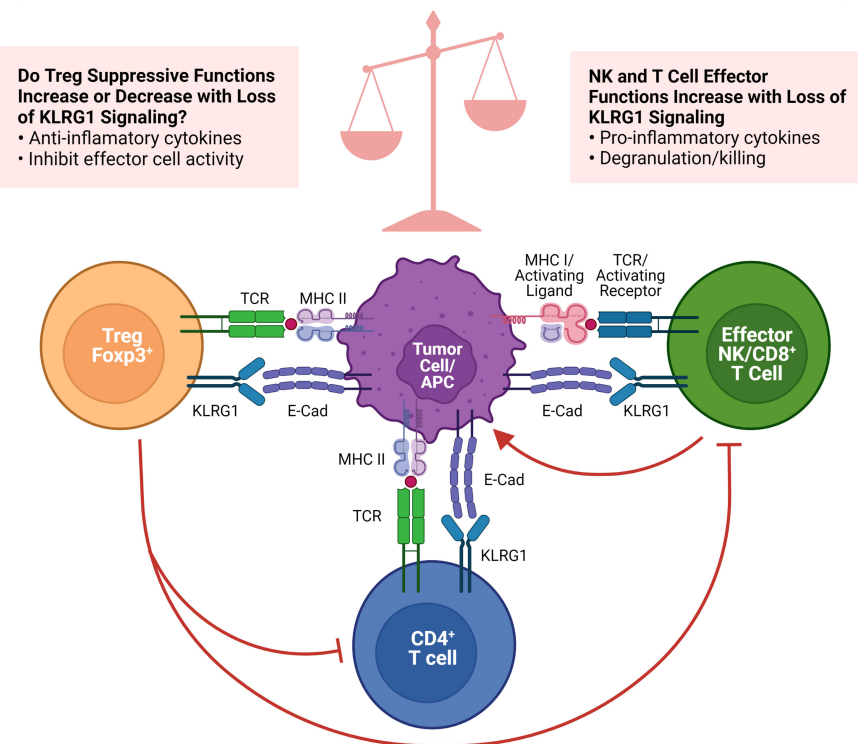 Do Treg Suppressive Functions
Increase or Decrease with Loss
of KLRG1 Signaling?
• Anti-inflamatory cytokines
• Inhibit effector cell activity
NK and T Cell Effector
Functions Increase with Loss of
KLRG1 Signaling
• Pro-inflammatory cytokines
• Degranulation/killing
TCR
MHC II
MHC I/
Activating
Ligand
TCR/
Activating
Receptor
Treg
Foxp3⁺
Tumor
Cell/
APC
Effector
NK/CD8⁺
T Cell
KLRG1
E-Cad
E-Cad
KLRG1
MHC II
E-Cad
TCR
KLRG1
CD4⁺
T cell